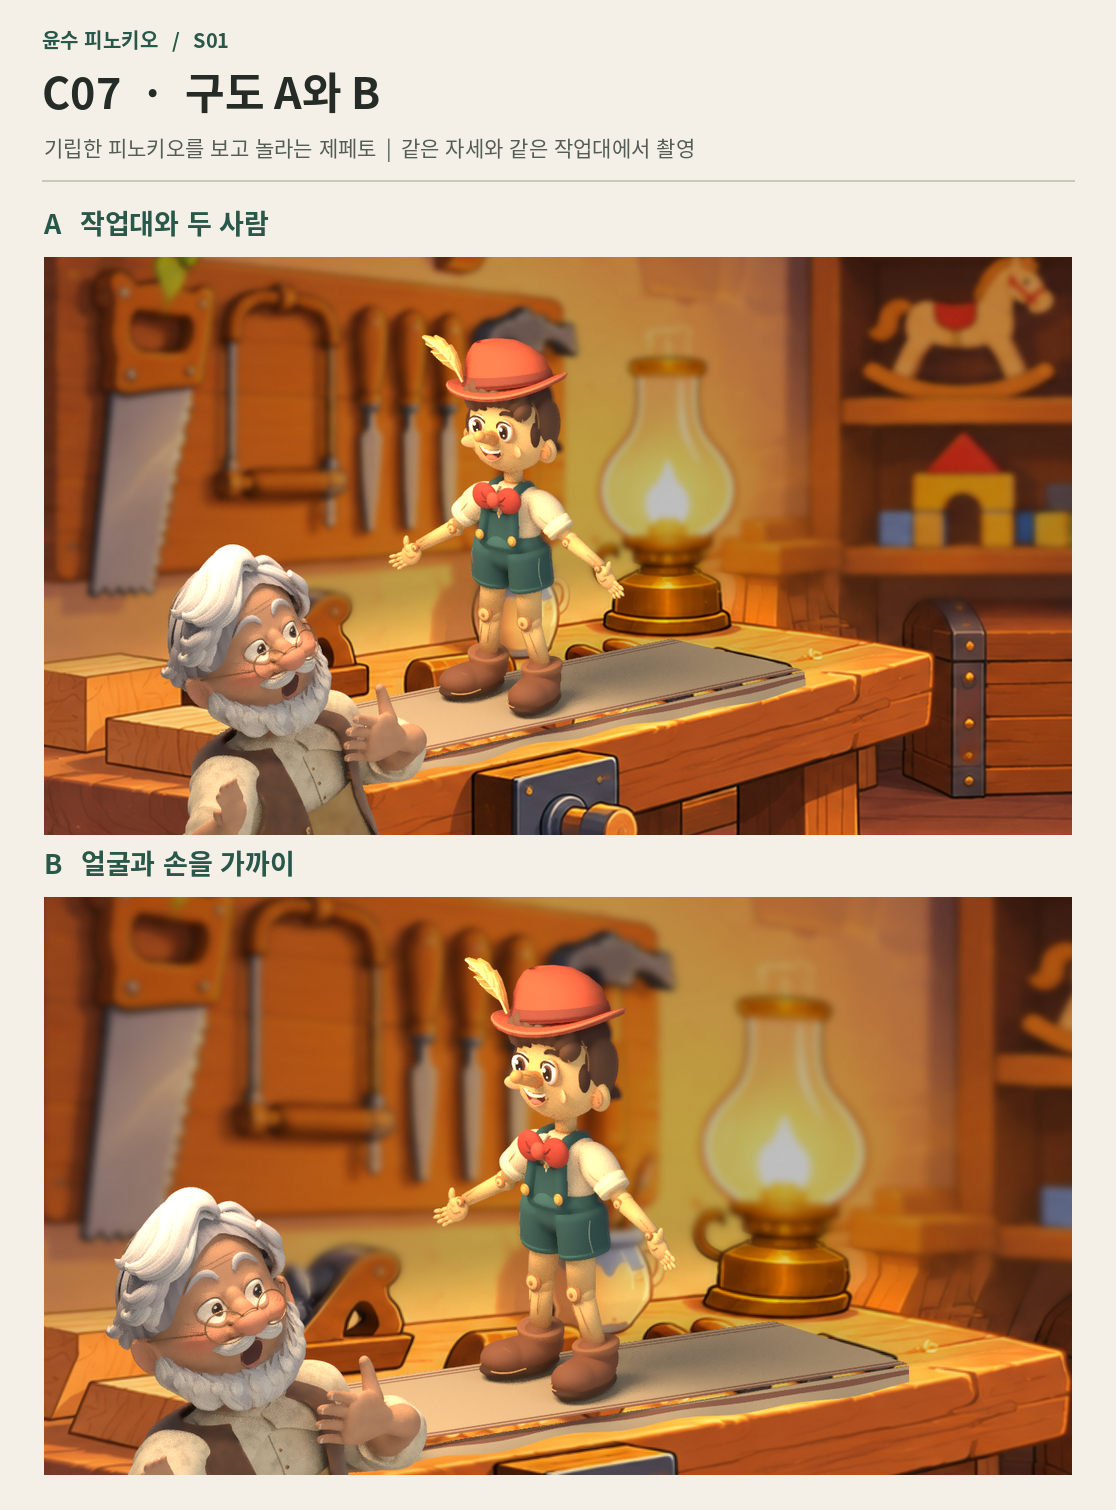 윤수 피노키오 / S01
C07 · 구도 A와 B
기립한 피노키오를 보고 놀라는 제페토 | 같은 자세와 같은 작업대에서 촬영
A 작업대와 두 사람
B 얼굴과 손을 가까이